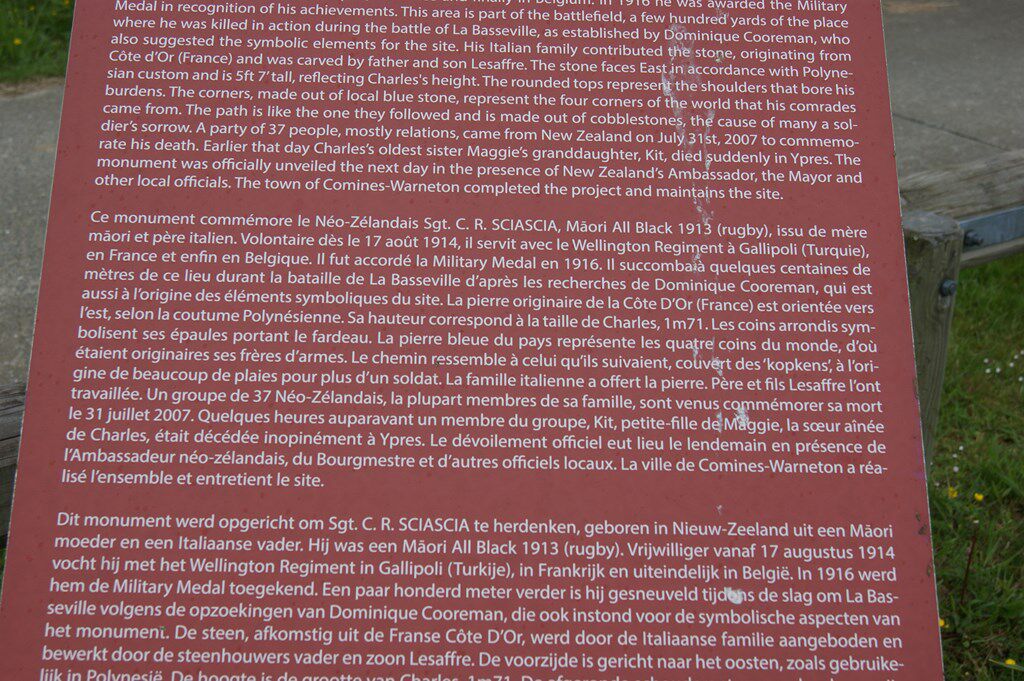 and finally in Belgium. In 1916 he was awarded the Military
Medal in recognition of his achievements. This area is part of the battlefield, a few hundred yards of the place
where he was killed in action during the battle of La Basseville, as established by Dominique Cooreman, who
also suggested the symbolic elements for the site. His Italian family contributed the stone, originating from
Côte d'Or (France) and was carved by father and son Lesaffre. The stone faces East in accordance with Polyne-
sian custom and is 5ft 7' tall, reflecting Charles's height. The rounded tops represent the shoulders that bore his
burdens. The corners, made out of local blue stone, represent the four corners of the world that his comrades
came from. The path is like the one they followed and is made out of cobblestones, the cause of many a sol-
dier's sorrow. A party of 37 people, mostly relations, came from New Zealand on July 31st, 2007 to commemo-
rate his death. Earlier that day Charles's oldest sister Maggie's granddaughter, Kit, died suddenly in Ypres. The
monument was officially unveiled the next day in the presence of New Zealand's Ambassador, the Mayor and
other local officials. The town of Comines-Warneton completed the project and maintains the site.
Ce monument commémore le Néo-Zélandais Sgt. C. R. SCIASCIA, Māori All Black 1913 (rugby), issu de mère
māori et père italien. Volontaire dès le 17 août 1914, il servit avec le Wellington Regiment à Gallipoli (Turquie),
en France et enfin en Belgique. Il fut accordé la Military Medal en 1916. Il succomba à quelques centaines de
mètres de ce lieu durant la bataille de La Basseville d'après les recherches de Dominique Cooreman, qui est
aussi à l'origine des éléments symboliques du site. La pierre originaire de la Côte D'Or (France) est orientée vers
l'est, selon la coutume Polynésienne. Sa hauteur correspond à la taille de Charles, 1m71. Les coins arrondis sym-
bolisent ses épaules portant le fardeau. La pierre bleue du pays représente les quatre coins du monde, d'où
étaient originaires ses frères d'armes. Le chemin ressemble à celui qu'ils suivaient, couvert des 'kopkens', à l'ori-
gine de beaucoup de plaies pour plus d'un soldat. La famille italienne a offert la pierre. Père et fils Lesaffre l'ont
travaillée. Un groupe de 37 Néo-Zélandais, la plupart membres de sa famille, sont venus commémorer sa mort
le 31 juillet 2007. Quelques heures auparavant un membre du groupe, Kit, petite-fille de Maggie, la sœur aînée
de Charles, était décédée inopinément à Ypres. Le dévoilement officiel eut lieu le lendemain en présence de
l'Ambassadeur néo-zélandais, du Bourgmestre et d'autres officiels locaux. La ville de Comines-Warneton a réa-
lisé l'ensemble et entretient le site.
Dit monument werd opgericht om Sgt. C. R. SCIASCIA te herdenken, geboren in Nieuw-Zeeland uit een Māori
moeder en een Italiaanse vader. Hij was een Māori All Black 1913 (rugby). Vrijwilliger vanaf 17 augustus 1914
vocht hij met het Wellington Regiment in Gallipoli (Turkije), in Frankrijk en uiteindelijk in België. In 1916 werd
hem de Military Medal toegekend. Een paar honderd meter verder is hij gesneuveld tijdens de slag om La Bas-
seville volgens de opzoekingen van Dominique Cooreman, die ook instond voor de symbolische aspecten van
het monument. De steen, afkomstig uit de Franse Côte D'Or, werd door de Italiaanse familie aangeboden en
bewerkt door de steenhouwers vader en zoon Lesaffre. De voorzijde is gericht naar het oosten, zoals gebruike-
lijk in Polynesië. De hoogte is de grootte van Charles, 1m71.